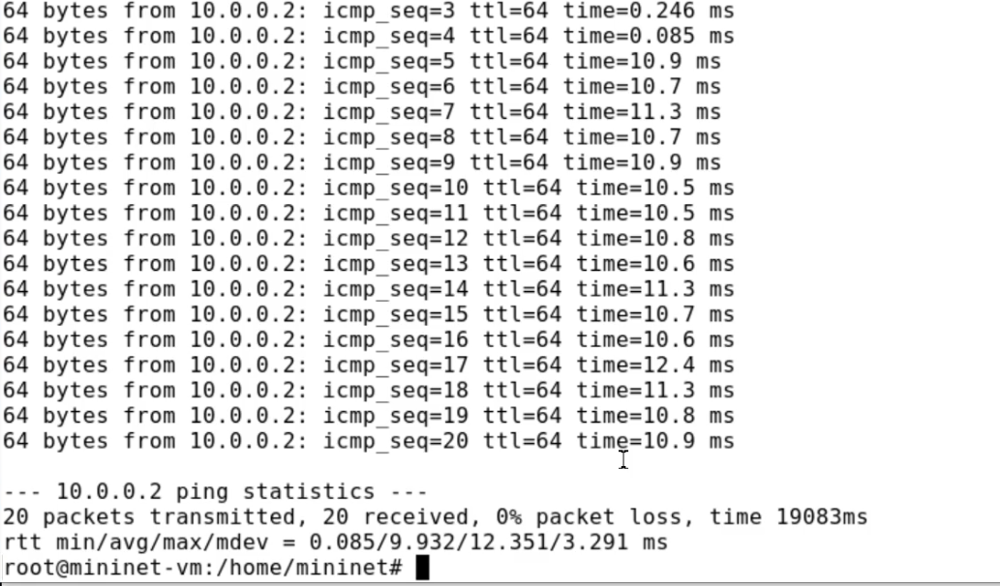 64 bytes from 10.0.0.2: icmp_seq=3 ttl=64 time=0.246 ms
64 bytes from 10.0.0.2: icmp_seq=4 ttl=64 time=0.085 ms
64 bytes from 10.0.0.2: icmp_seq=5 ttl=64 time=10.9 ms
64 bytes from 10.0.0.2: icmp_seq=6 ttl=64 time=10.7 ms
64 bytes from 10.0.0.2: icmp_seq=7 ttl=64 time=11.3 ms
64 bytes from 10.0.0.2: icmp_seq=8 ttl=64 time=10.7 ms
64 bytes from 10.0.0.2: icmp_seq=9 ttl=64 time=10.9 ms
64 bytes from 10.0.0.2: icmp_seq=10 ttl=64 time=10.5 ms
64 bytes from 10.0.0.2: icmp_seq=11 ttl=64 time=10.5 ms
64 bytes from 10.0.0.2: icmp_seq=12 ttl=64 time=10.8 ms
64 bytes from 10.0.0.2: icmp_seq=13 ttl=64 time=10.6 ms
64 bytes from 10.0.0.2: icmp_seq=14 ttl=64 time=11.3 ms
64 bytes from 10.0.0.2: icmp_seq=15 ttl=64 time=10.7 ms
64 bytes from 10.0.0.2: icmp_seq=16 ttl=64 time=10.6 ms
64 bytes from 10.0.0.2: icmp_seq=17 ttl=64 time=12.4 ms
64 bytes from 10.0.0.2: icmp_seq=18 ttl=64 time=11.3 ms
64 bytes from 10.0.0.2: icmp_seq=19 ttl=64 time=10.8 ms
64 bytes from 10.0.0.2: icmp_seq=20 ttl=64 time=10.9 ms
--- 10.0.0.2 ping statistics ---
20 packets transmitted, 20 received, 0% packet loss, time 19083ms
rtt min/avg/max/mdev = 0.085/9.932/12.351/3.291 ms
root@mininet-vm:/home/mininet#